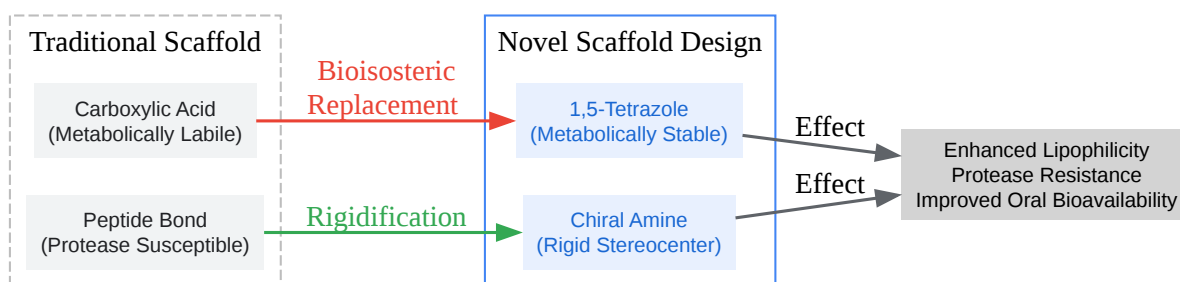 Traditional Scaffold
Novel Scaffold Design
Bioisosteric
Replacement
Carboxylic Acid
(Metabolically Labile)
1,5-Tetrazole
(Metabolically Stable)
Effect
Enhanced Lipophilicity
Protease Resistance
Improved Oral Bioavailability
Effect
Peptide Bond
(Protease Susceptible)
Rigidification
Chiral Amine
(Rigid Stereocenter)